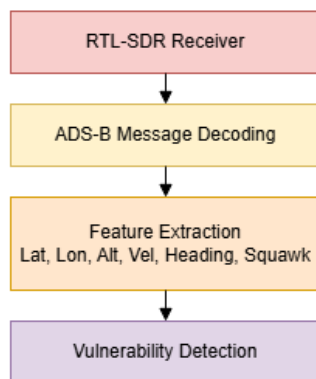 RTL-SDR Receiver
ADS-B Message Decoding
Feature Extraction
Lat, Lon, Alt, Vel, Heading, Squawk
Vulnerability Detection